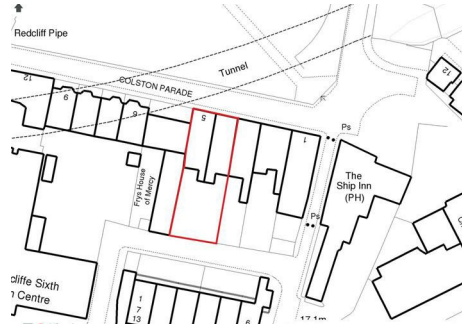 Redcliff Pipe
12
COLSTON PARADE
Tunnel
12
9
6
5
1
Ps
Frys House
of Mercy
The
Ship Inn
(PH)
Ps
cliffe Sixth
n Centre
1
7
13
6
17.1m